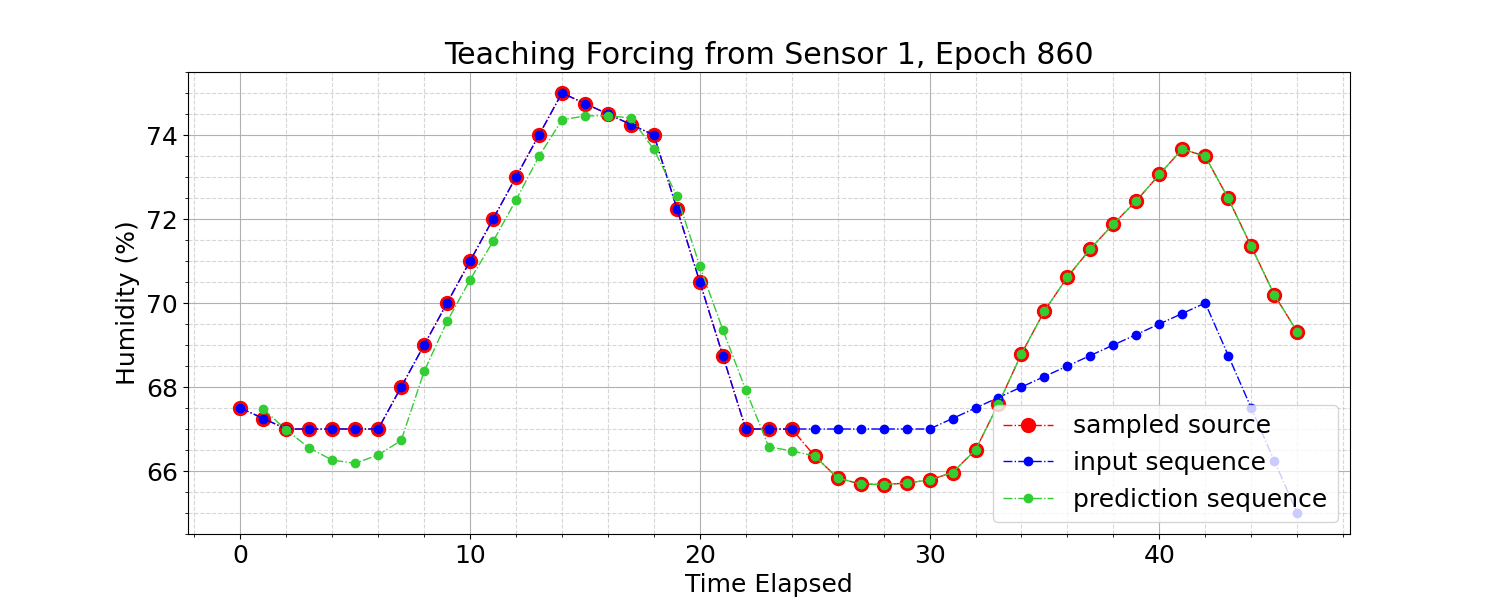 Teaching Forcing from Sensor 1, Epoch 860
Humidity (%)
74
72
70
68
66
sampled source
input sequence
prediction sequence
0 10 20 30 40
Time Elapsed